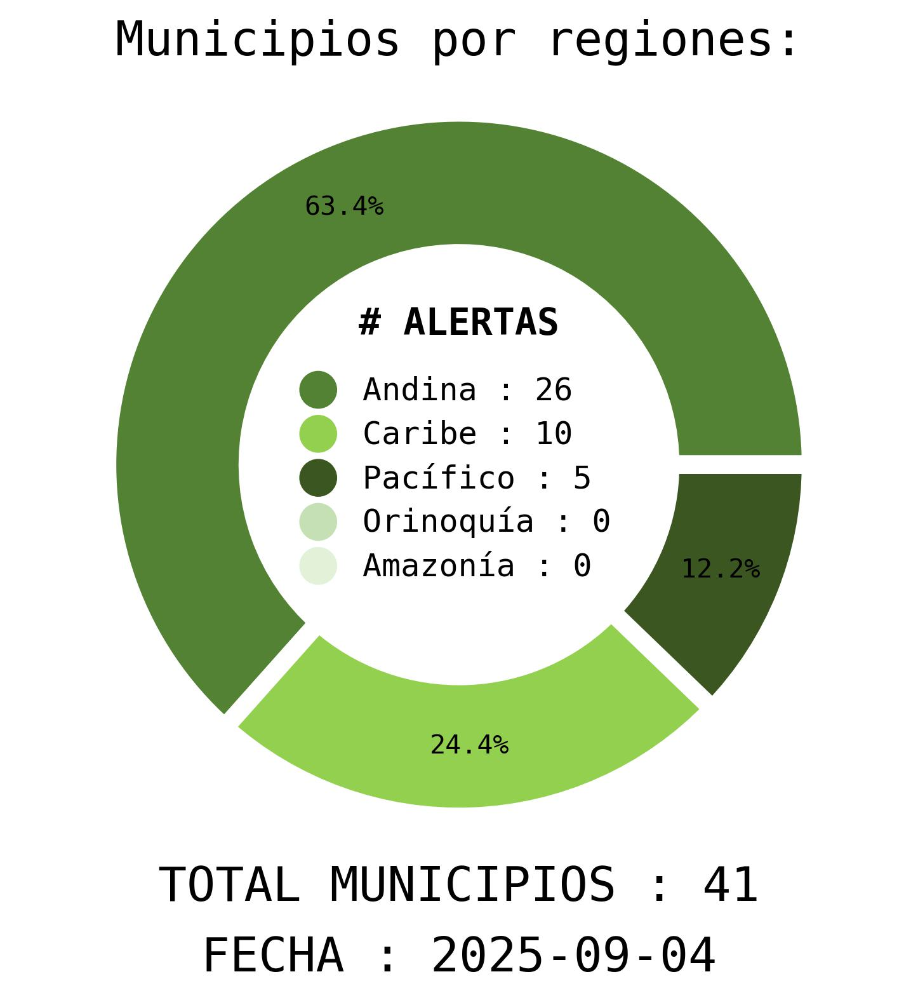 Municipios por regiones:
63.4%
# ALERTAS
Andina : 26
Caribe : 10
Pacífico : 5
Orinoquía : 0
Amazonía : 0
12.2%
24.4%
TOTAL MUNICIPIOS : 41
FECHA : 2025-09-04